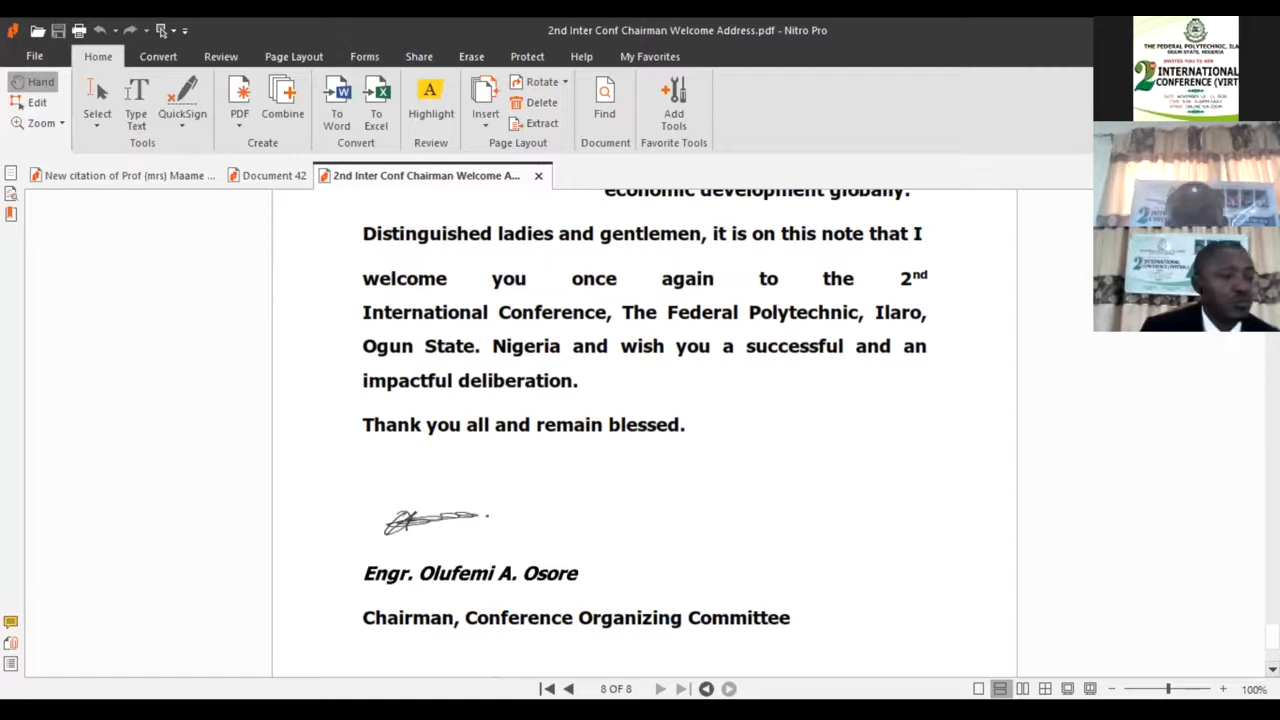 2nd Inter Conf Chairman Welcome Address.pdf - Nitro Pro
File Home Convert Review Page Layout Forms Share Erase Protect Help My Favorites
Hand
Edit
Zoom
Select
Type Text
QuickSign
PDF
Combine
To Word
To Excel
Highlight
Insert
Rotate
Delete
Extract
Find
Add Tools
Tools Create Convert Review Page Layout Document Favorite Tools
New citation of Prof (mrs) Maame ... Document 42 2nd Inter Conf Chairman Welcome A...
economic development globally.
Distinguished ladies and gentlemen, it is on this note that I
welcome you once again to the 2nd
International Conference, The Federal Polytechnic, Ilaro,
Ogun State. Nigeria and wish you a successful and an
impactful deliberation.
Thank you all and remain blessed.
Engr. Olufemi A. Osore
Chairman, Conference Organizing Committee
8 OF 8
100%
THE FEDERAL POLYTECHNIC, ILA
OGUN STATE, NIGERIA
INVITES YOU TO HER
INTERNATIONAL
CONFERENCE (VIRT